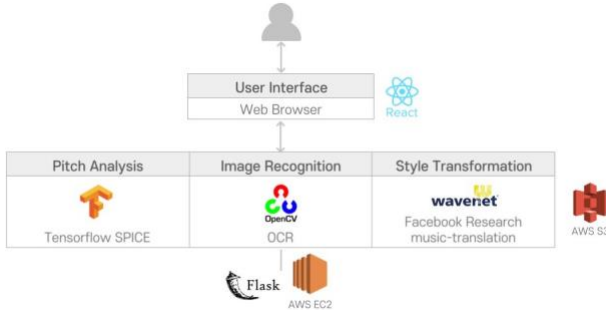 User Interface
Web Browser
React
Pitch Analysis
Image Recognition
Style Transformation
Tensorflow SPICE
OpenCV
OCR
wavenet
Facebook Research
music-translation
AWS S3
Flask
AWS EC2